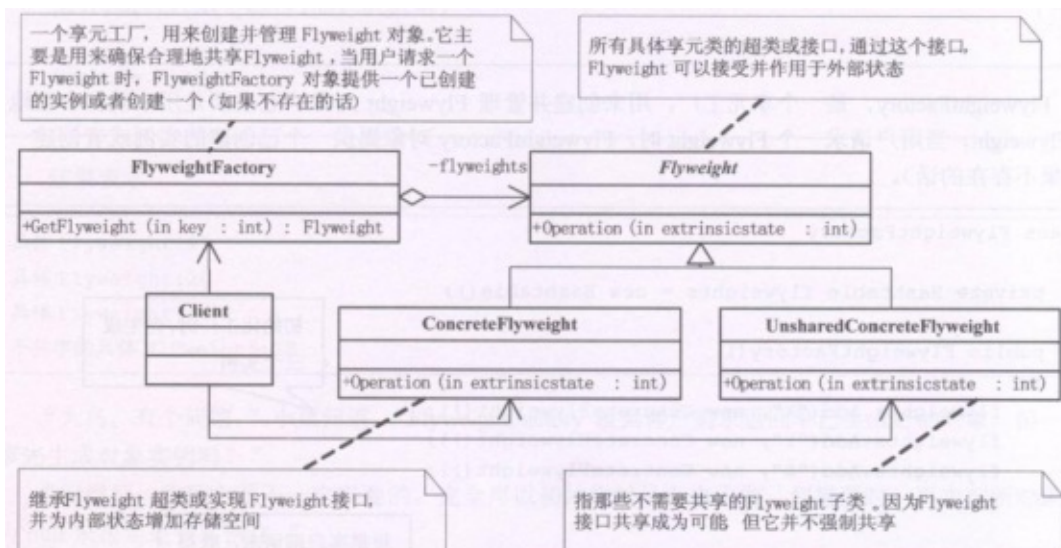 一个享元工厂, 用来创建并管理 Flyweight 对象。它主
要是用来确保合理地共享Flyweight ,当用户请求一个
Flyweight 时, FlyweightFactory 对象提供一个已创建
的实例或者创建一个(如果不存在的话)
所有具体享元类的超类或接口,通过这个接口,
Flyweight 可以接受并作用于外部状态
FlyweightFactory
-flyweights
Flyweight
+GetFlyweight (in key : int) : Flyweight
+Operation (in extrinsicstate : int)
Client
ConcreteFlyweight
UnsharedConcreteFlyweight
+Operation (in extrinsicstate : int)
+Operation (in extrinsicstate : int)
继承Flyweight 超类或实现Flyweight接口,
并为内部状态增加存储空间
指那些不需要共享的Flyweight子类 。因为Flyweight
接口共享成为可能 但它并不强制共享